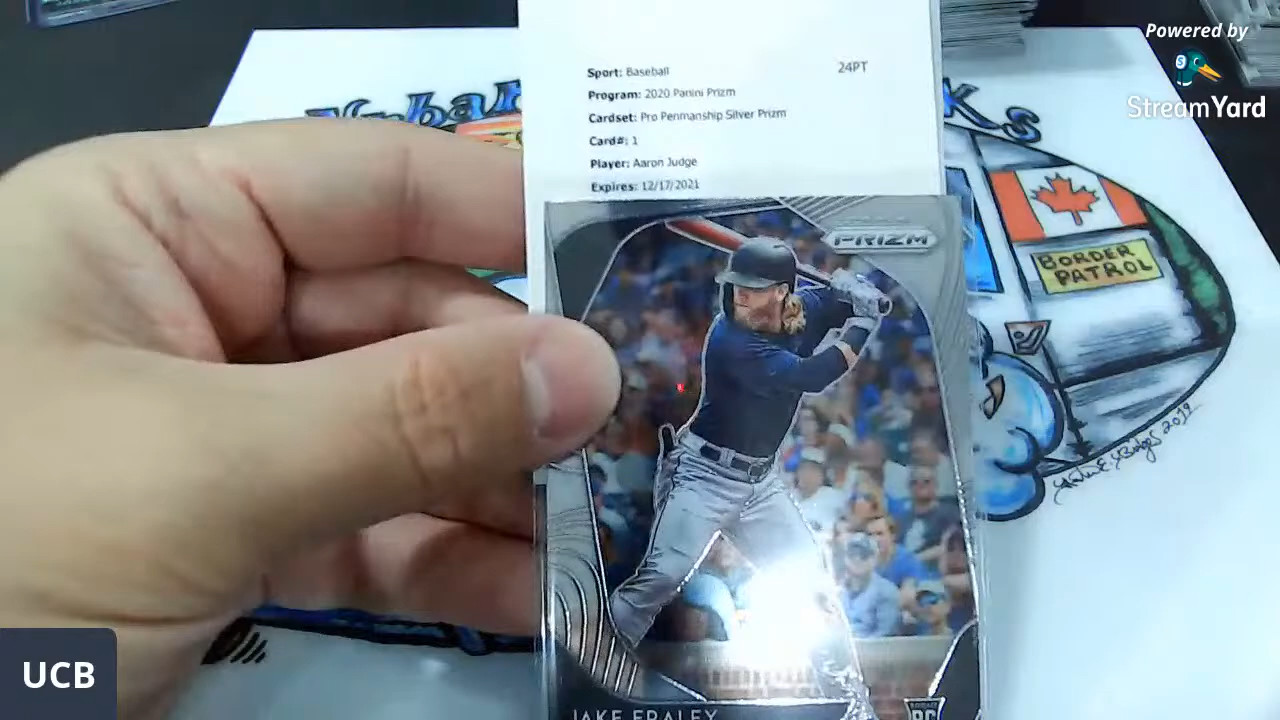 Powered by
StreamYard
Sport: Baseball
24PT
Program: 2020 Panini Prizm
Cardset: Pro Penmanship Silver Prizm
Card#: 1
Player: Aaron Judge
Expires: 12/17/2021
PRIZM
BORDER
PATROL
JAKE FRALEY
RC
UCB